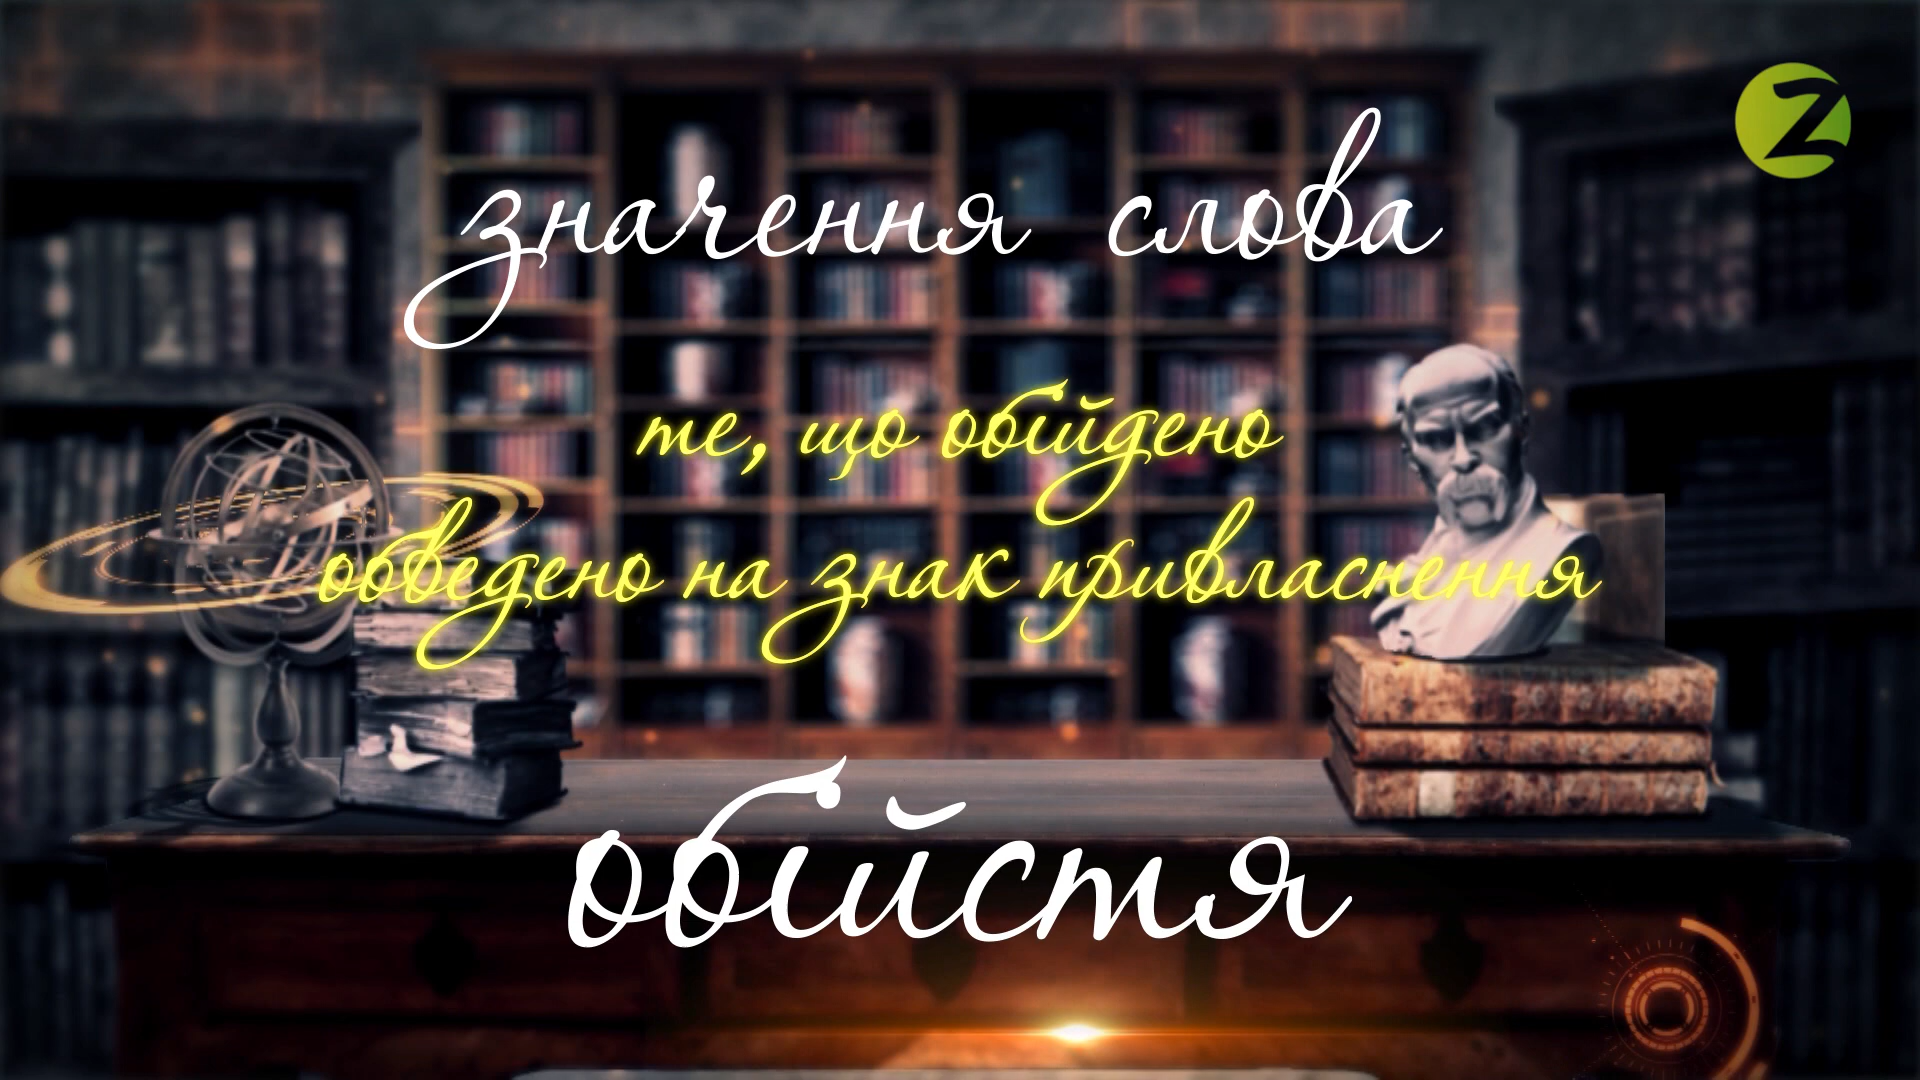 значення слова
те, що обійдено
обведено на знак привласнення
обійстя
Z